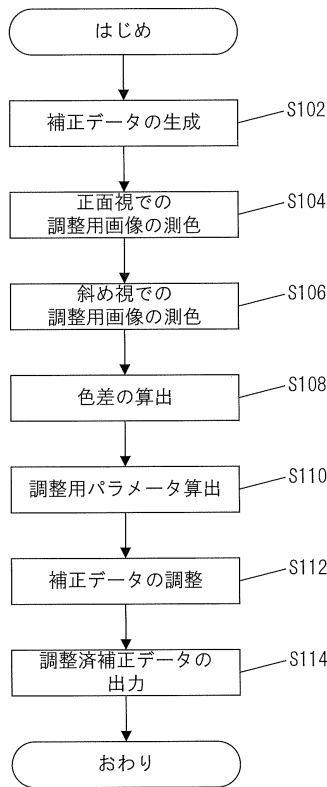 はじめ
補正データの生成
S102
正面視での
調整用画像の測色
S104
斜め視での
調整用画像の測色
S106
色差の算出
S108
調整用パラメータ算出
S110
補正データの調整
S112
調整済補正データの
出力
S114
おわり